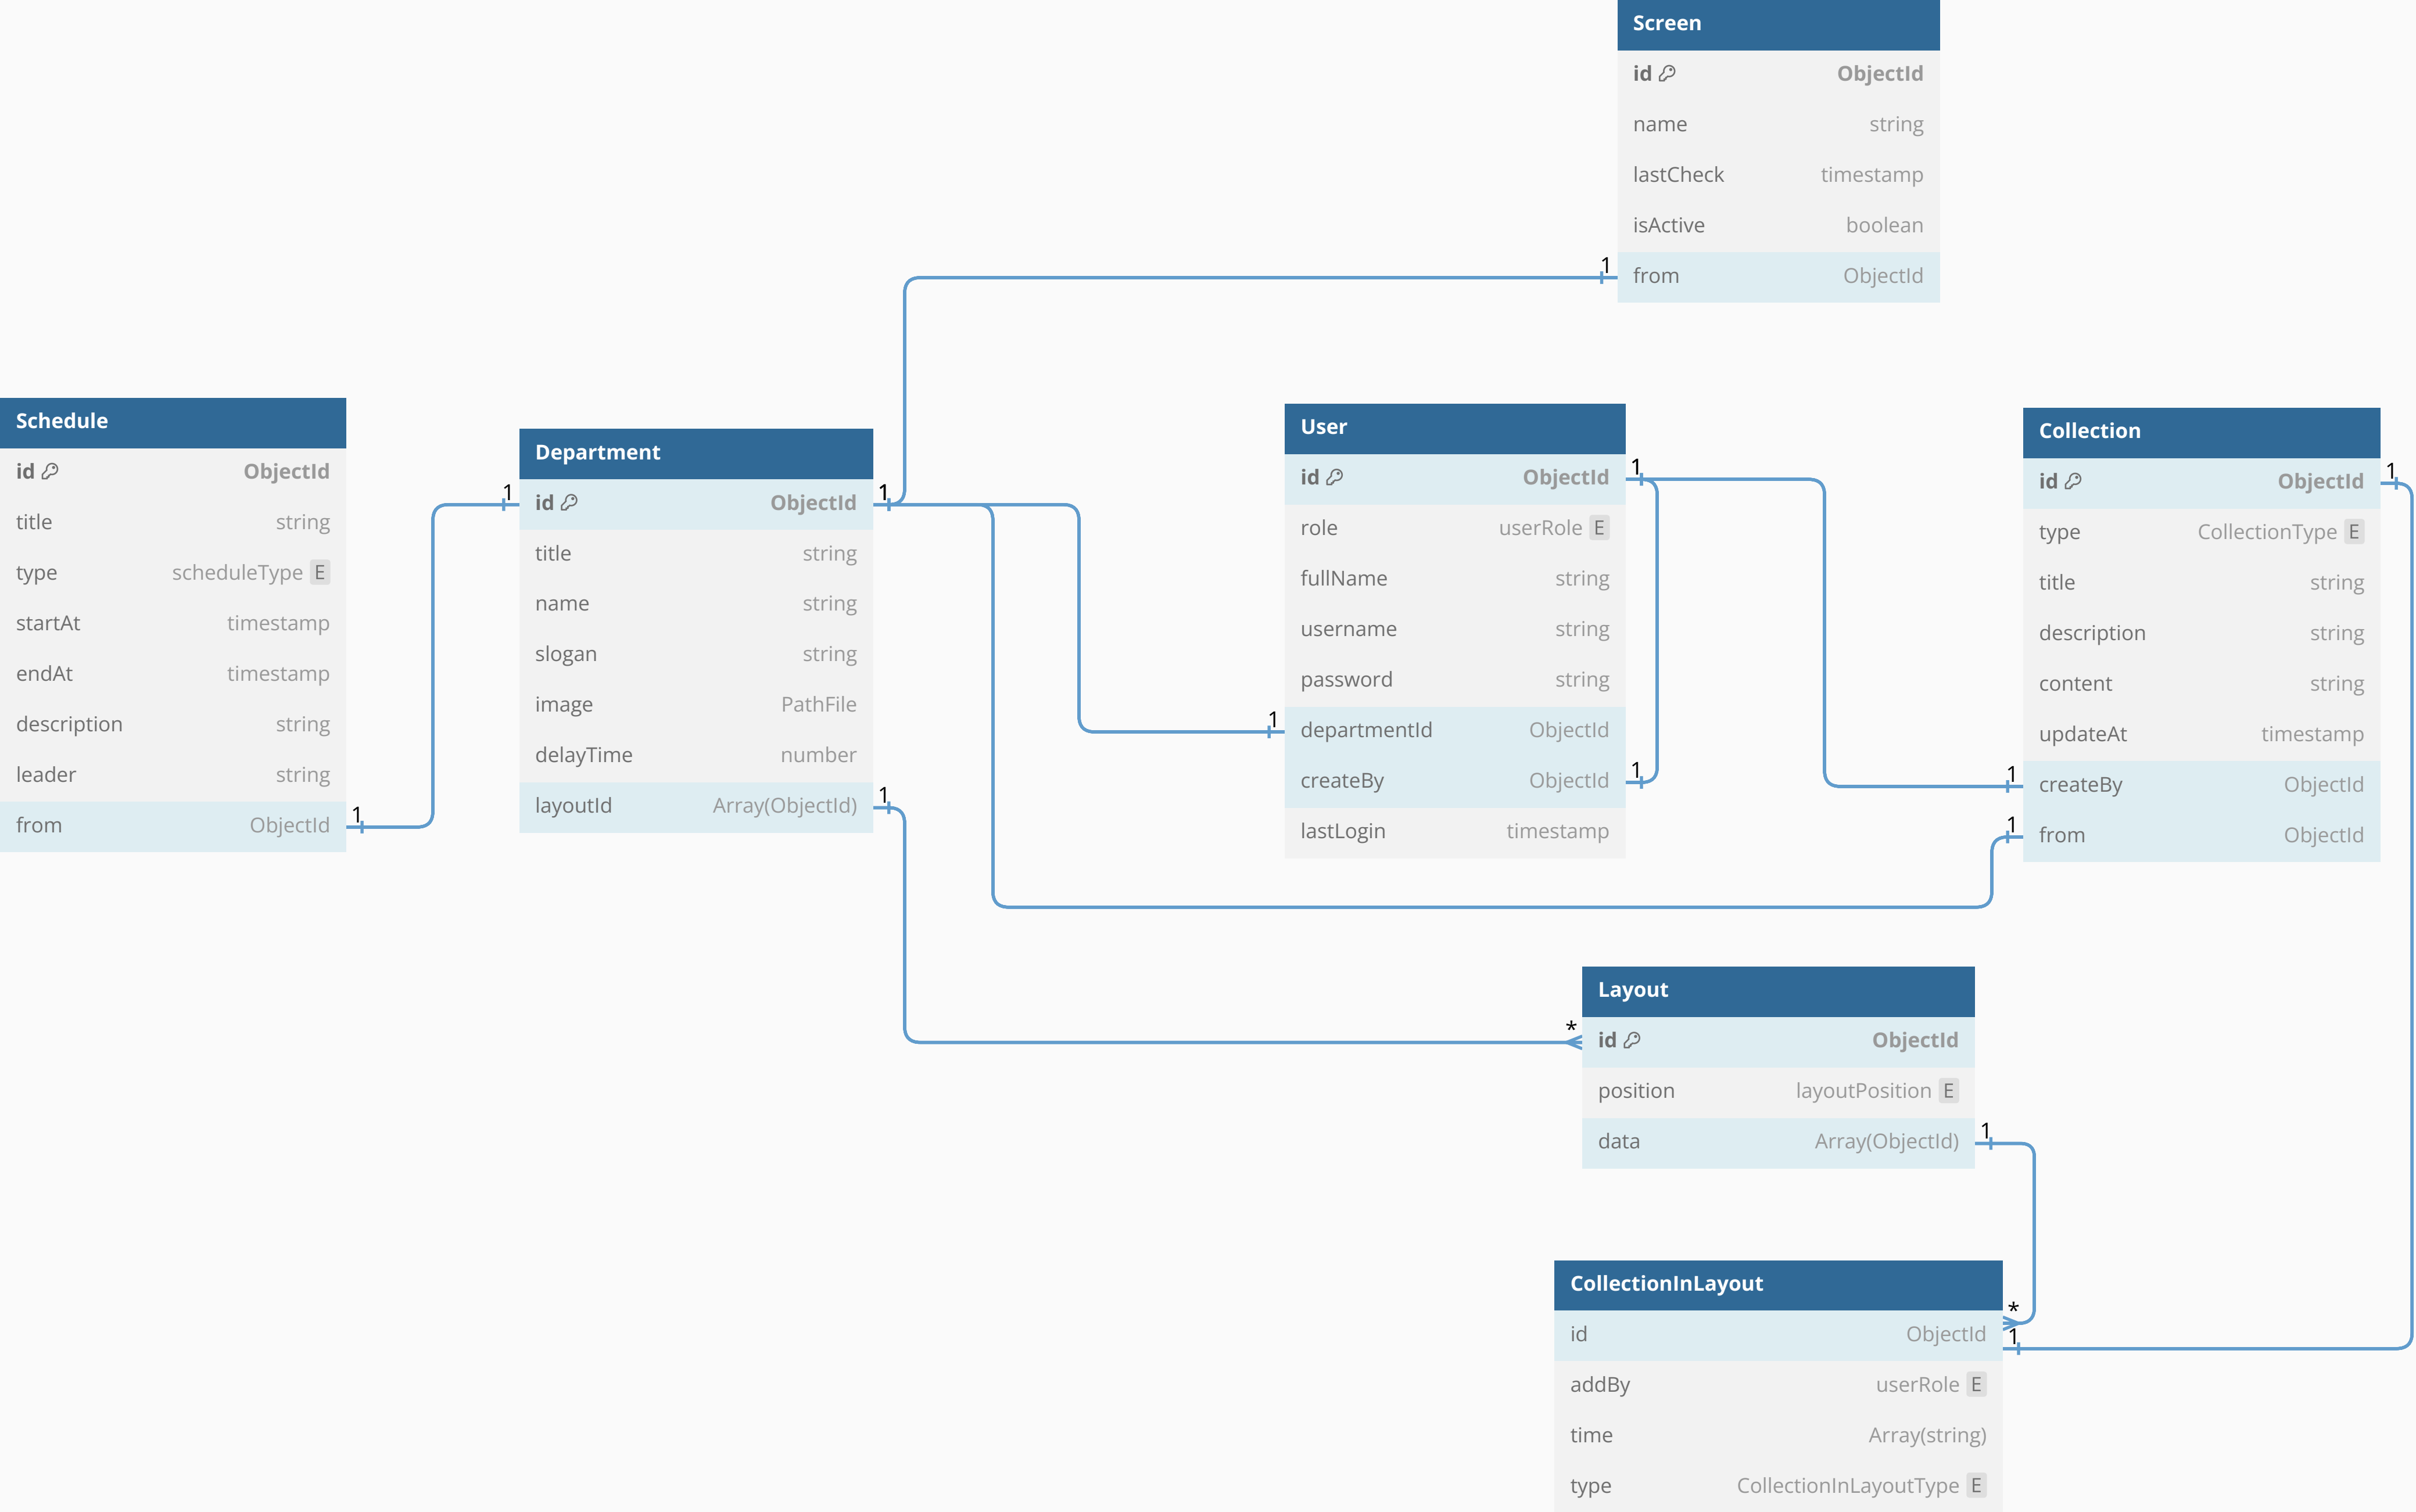 Screen
id ObjectId
name string
lastCheck timestamp
isActive boolean
1
from ObjectId
Schedule
id ObjectId
title string
type scheduleType E
startAt timestamp
endAt timestamp
description string
leader string
1
from ObjectId
Department
1 1
id ObjectId
title string
name string
slogan string
image PathFile
delayTime number
1
layoutId Array(ObjectId)
User
1
id ObjectId
role userRole E
fullName string
username string
password string
1
departmentId ObjectId
1
createBy ObjectId
lastLogin timestamp
Collection
1
id ObjectId
type CollectionType E
title string
description string
content string
updateAt timestamp
1
createBy ObjectId
1
from ObjectId
Layout
*
id ObjectId
position layoutPosition E
1
data Array(ObjectId)
CollectionInLayout
*
id ObjectId
1
addBy userRole E
time Array(string)
type CollectionInLayoutType E